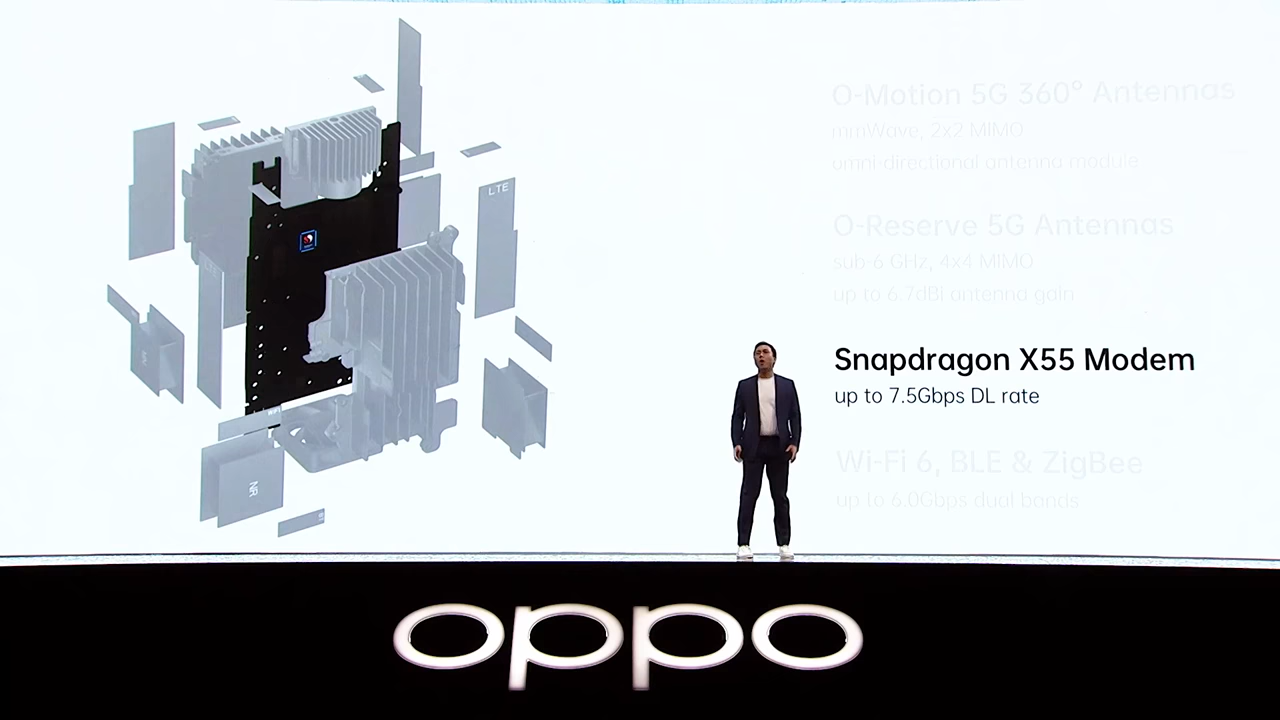 LTE
NR
O-Motion 5G 360° Antennas
mmWave, 2x2 MIMO
omni-directional antenna module.
O-Reserve 5G Antennas
sub-6 GHz, 4x4 MIMO
up to 6.7dBi antenna gain
Snapdragon X55 Modem
up to 7.5Gbps DL rate
Wi-Fi 6, BLE & ZigBee
up to 6.0Gbps dual bands
oppo